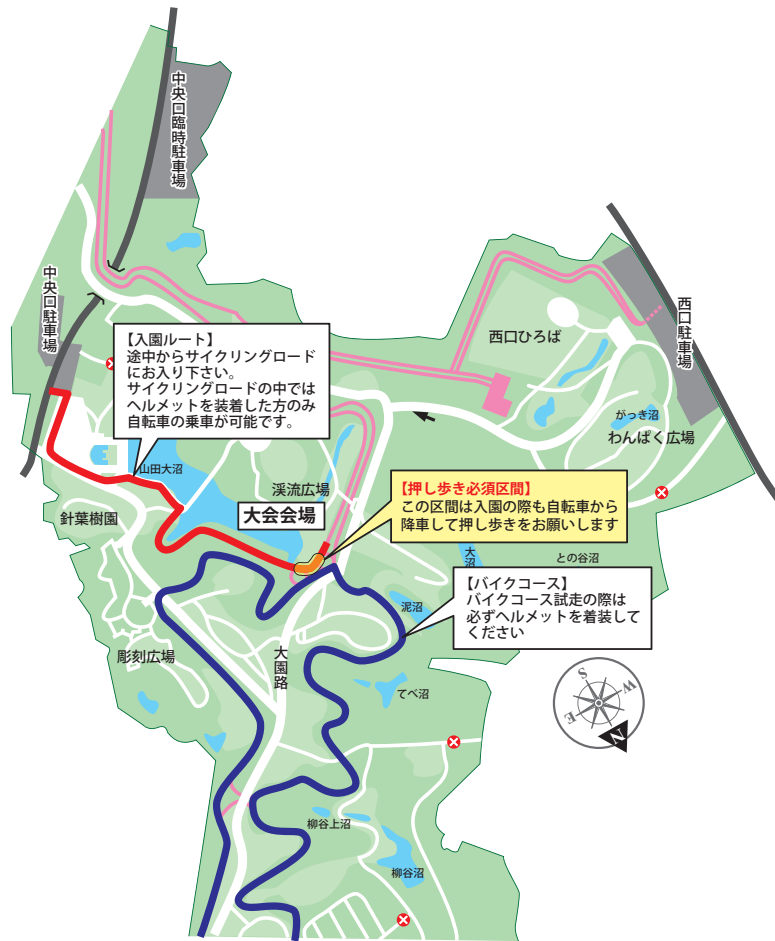 中央口臨時駐車場
中央口駐車場
西口駐車場
西口ひろば
【入園ルート】
途中からサイクリングロード
にお入り下さい。
サイクリングロードの中では
ヘルメットを装着した方のみ
自転車の乗車が可能です。
がっき沼
わんぱく広場
山田大沼
渓流広場
【押し歩き必須区間】
この区間は入園の際も自転車から
降車して押し歩きをお願いします
針葉樹園
大会会場
大沼
との谷沼
【バイクコース】
バイクコース試走の際は
必ずヘルメットを着装して
ください
泥沼
彫刻広場
大園路
てべ沼
S
W
E
N
柳谷上沼
柳谷沼